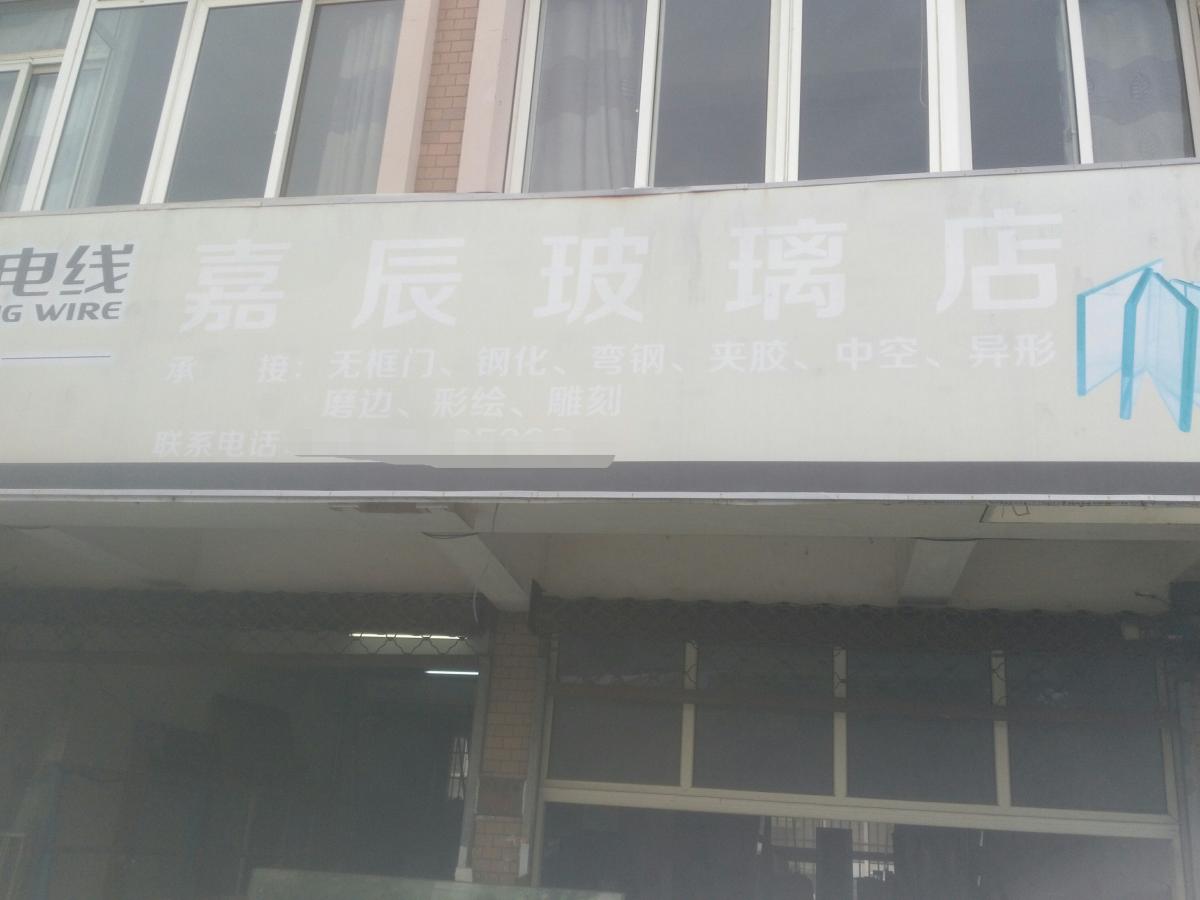 电线
G WIRE
嘉辰玻璃店
承接：无框门、钢化、弯钢、夹胶、中空、异形
磨边、彩绘、雕刻
联系电话